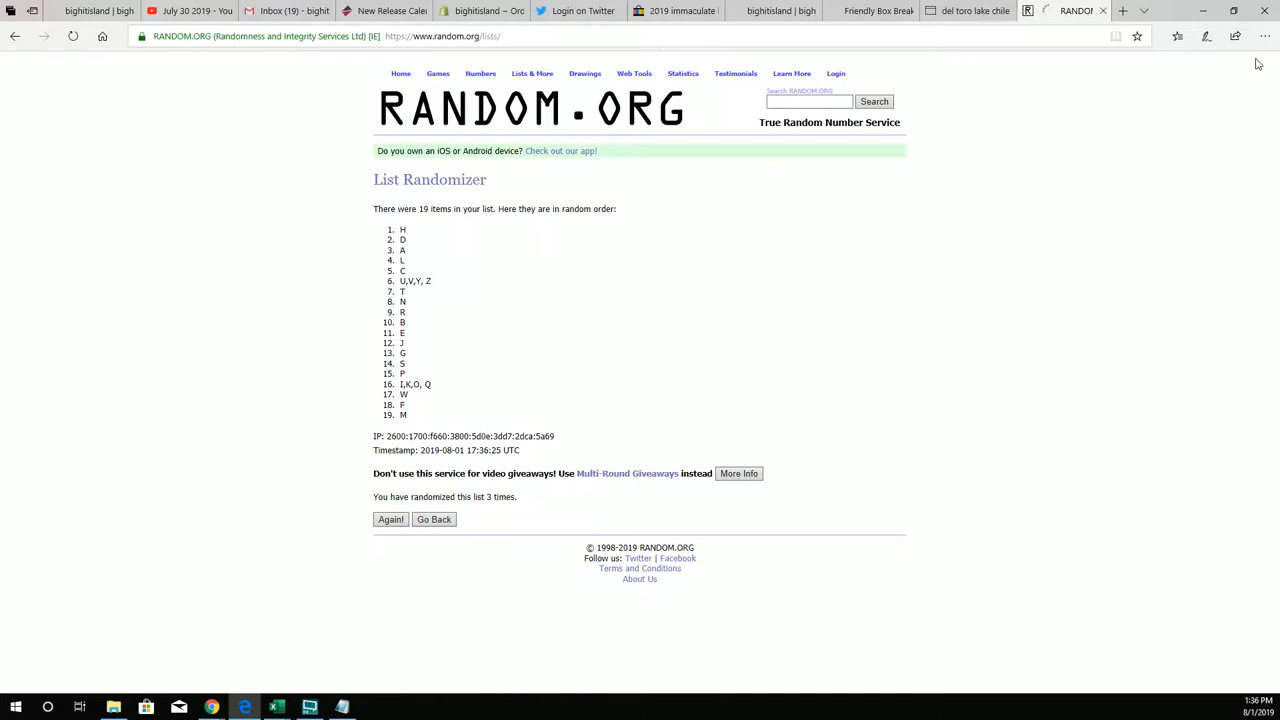 bighitisland | bigh
July 30 2019 - You
Inbox (19) - bighit
New Release Caler
bighitisland ~ Ord
Login on Twitter
2019 immaculate
bighitisland | bigh
Friendly Box Break
del toro lake chile
RANDOM
RANDOM.ORG (Randomness and Integrity Services Ltd) [IE] https://www.random.org/lists/
Home Games Numbers Lists & More Drawings Web Tools Statistics Testimonials Learn More Login
RANDOM.ORG
Search RANDOM.ORG
Search
True Random Number Service
Do you own an iOS or Android device? Check out our app!
List Randomizer
There were 19 items in your list. Here they are in random order:
1. H
2. D
3. A
4. L
5. C
6. U,V,Y, Z
7. T
8. N
9. R
10. B
11. E
12. J
13. G
14. S
15. P
16. I,K,O, Q
17. W
18. F
19. M
IP: 2600:1700:f660:3800:5d0e:3dd7:2dca:5a69
Timestamp: 2019-08-01 17:36:25 UTC
Don't use this service for video giveaways! Use Multi-Round Giveaways instead More Info
You have randomized this list 3 times.
Again! Go Back
© 1998-2019 RANDOM.ORG
Follow us: Twitter | Facebook
Terms and Conditions
About Us
1:36 PM
8/1/2019